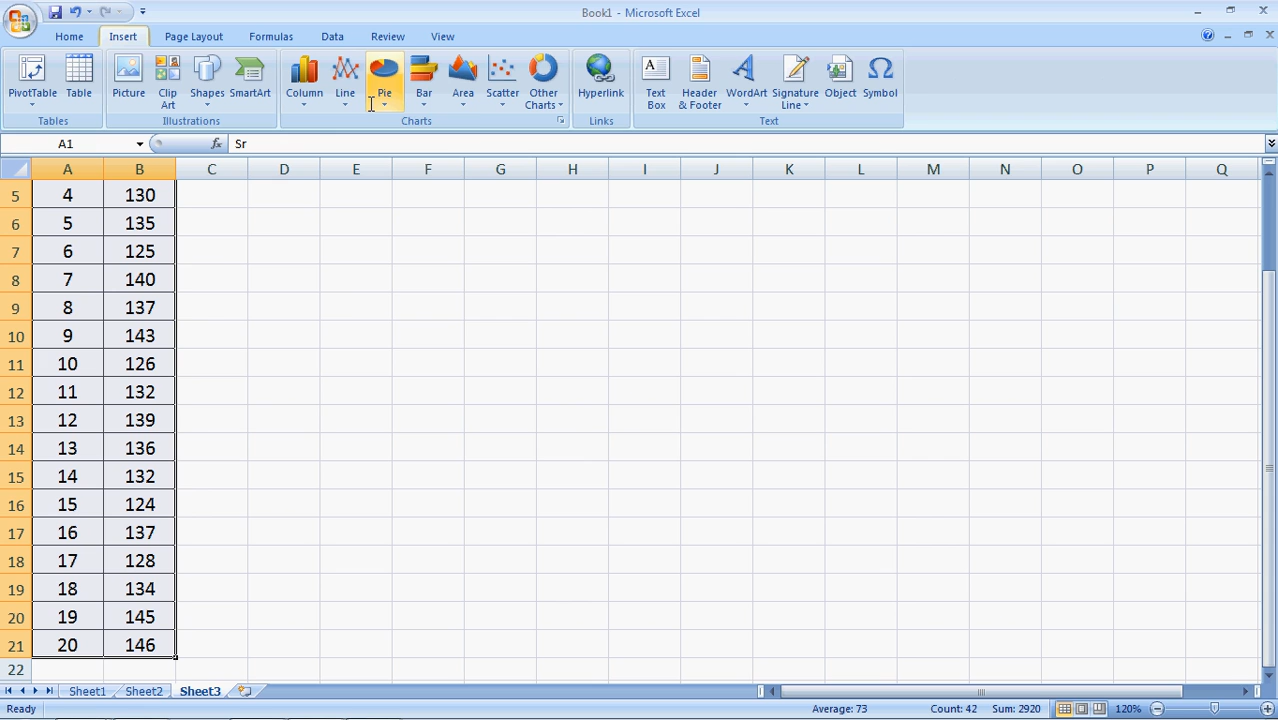 Book1 - Microsoft Excel
Home Insert Page Layout Formulas Data Review View
PivotTable Table Picture Clip Art Shapes SmartArt Column Line Pie Bar Area Scatter Other Charts Hyperlink Text Box Header & Footer WordArt Signature Line Object Symbol
Tables Illustrations Charts Links Text
A1 fx Sr
A B C D E F G H I J K L M N O P Q
5 4 130
6 5 135
7 6 125
8 7 140
9 8 137
10 9 143
11 10 126
12 11 132
13 12 139
14 13 136
15 14 132
16 15 124
17 16 137
18 17 128
19 18 134
20 19 145
21 20 146
22
Sheet1 Sheet2 Sheet3
Ready Average: 73 Count: 42 Sum: 2920 120%